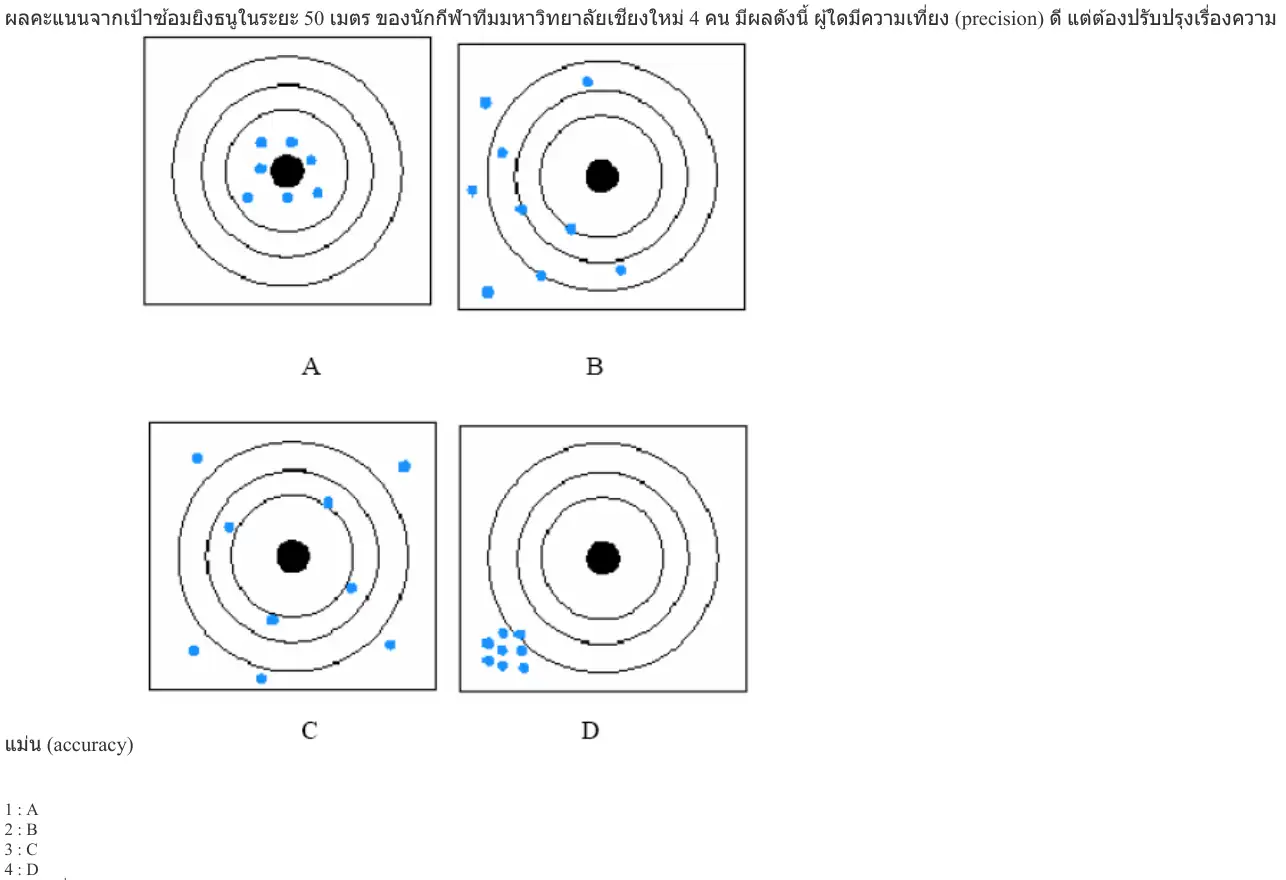 ผลคะแนนจากเป้าซ้อมยิงธนูในระยะ 50 เมตร ของนักกีฬาทีมมหาวิทยาลัยเชียงใหม่ 4 คน มีผลดังนี้ ผู้ใดมีความเที่ยง (precision) ดี แต่ต้องปรับปรุงเรื่องความ
A
B
C
D
แม่น (accuracy)
1 : A
2 : B
3 : C
4 : D